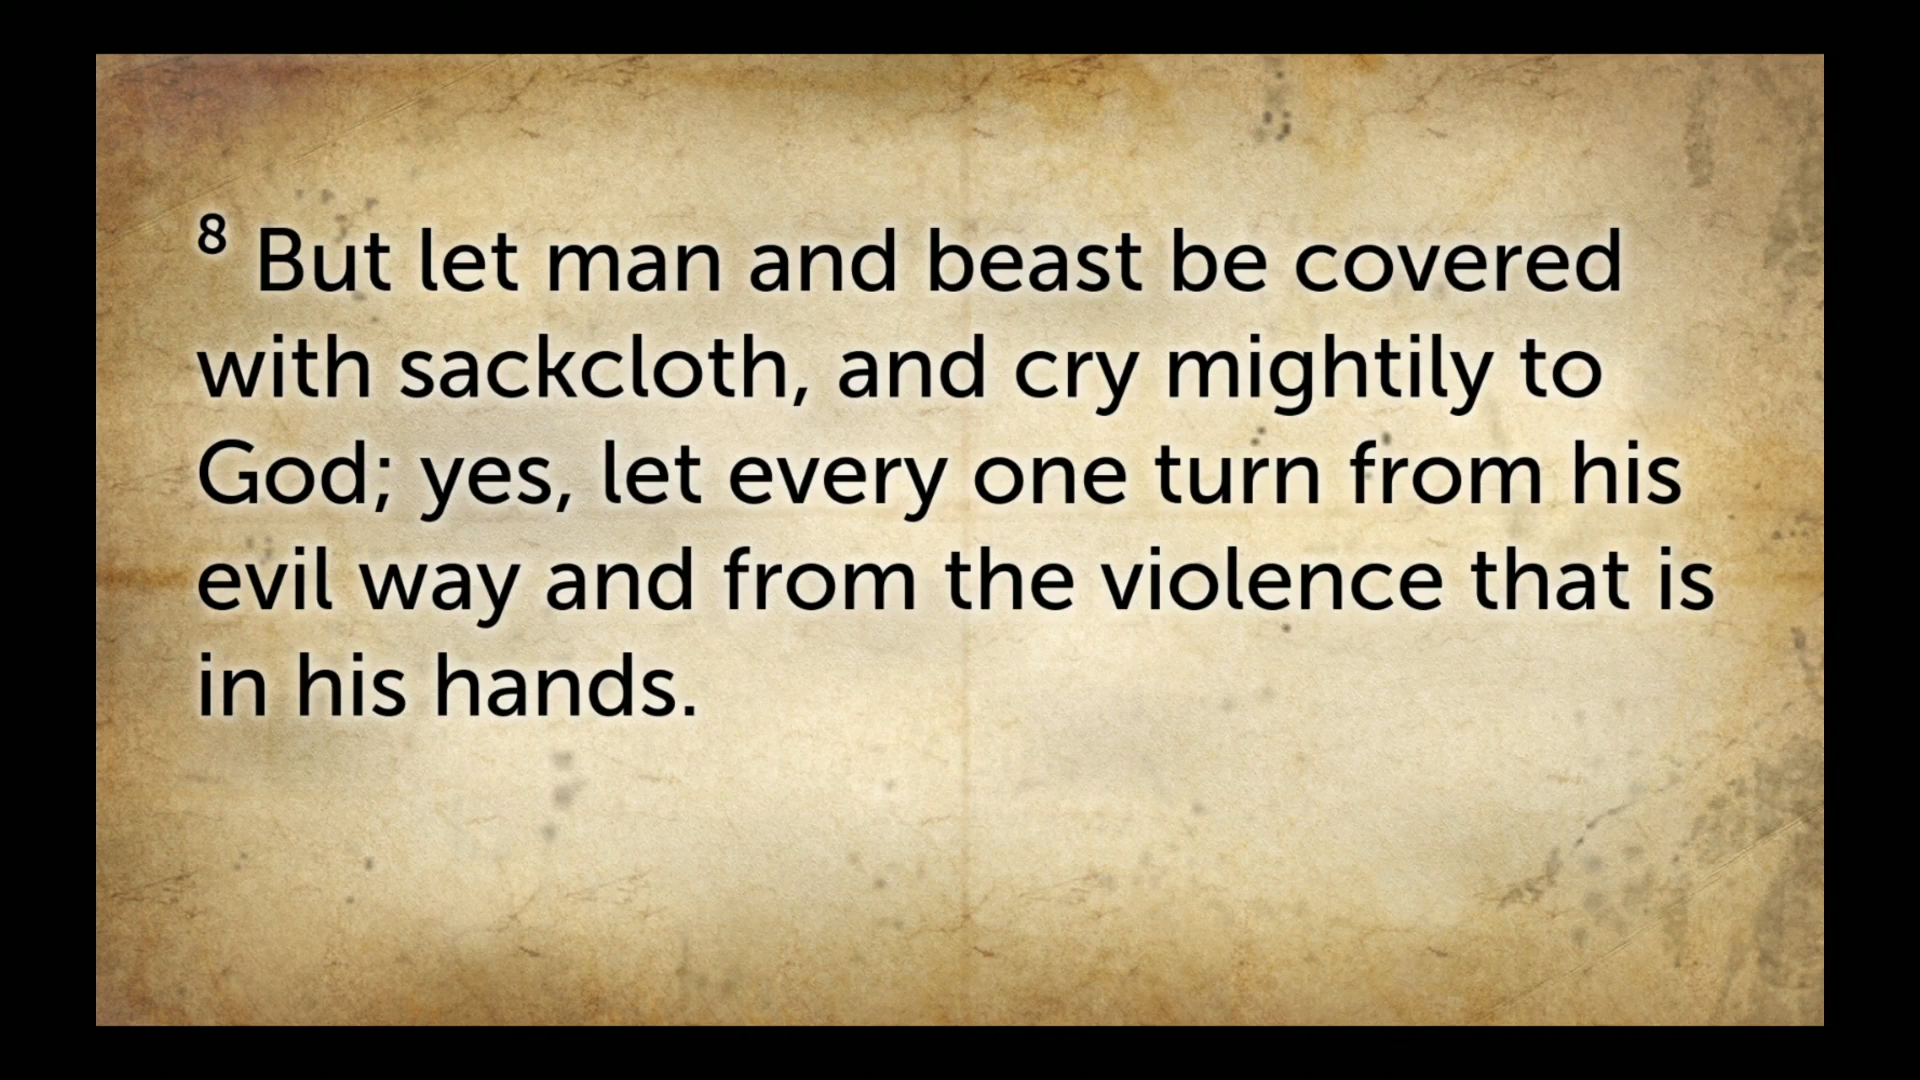 8 But let man and beast be covered
with sackcloth, and cry mightily to
God; yes, let every one turn from his
evil way and from the violence that is
in his hands.